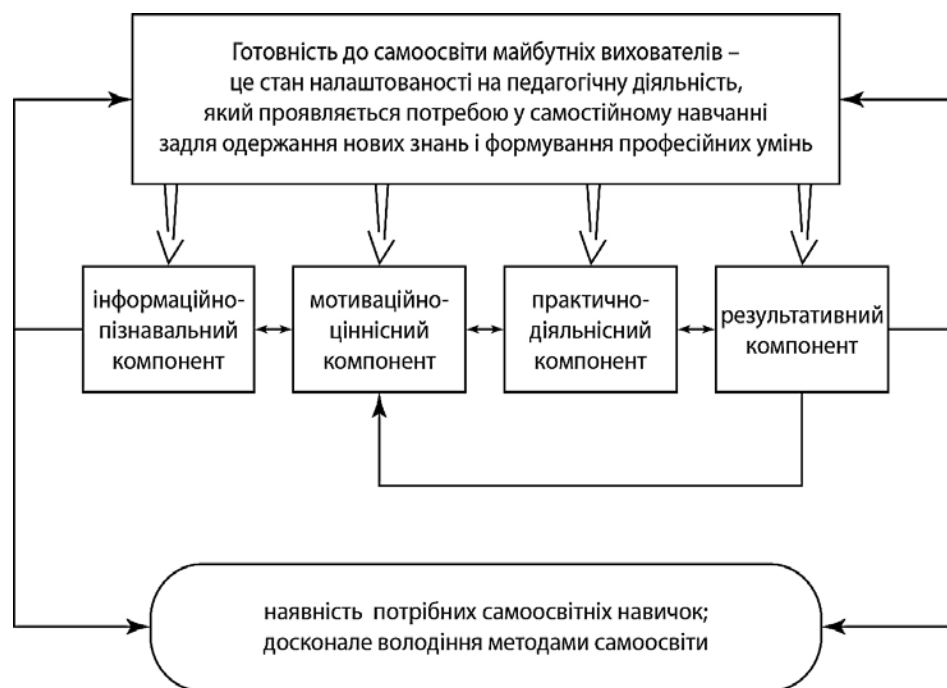 Готовність до самоосвіти майбутніх вихователів –
це стан налаштованості на педагогічну діяльність,
який проявляється потребою у самостійному навчанні
задля одержання нових знань і формування професійних умінь
інформаційно-
пізнавальний
компонент
мотиваційно-
ціннісний
компонент
практично-
діяльнісний
компонент
результативний
компонент
наявність потрібних самоосвітніх навичок;
досконале володіння методами самоосвіти